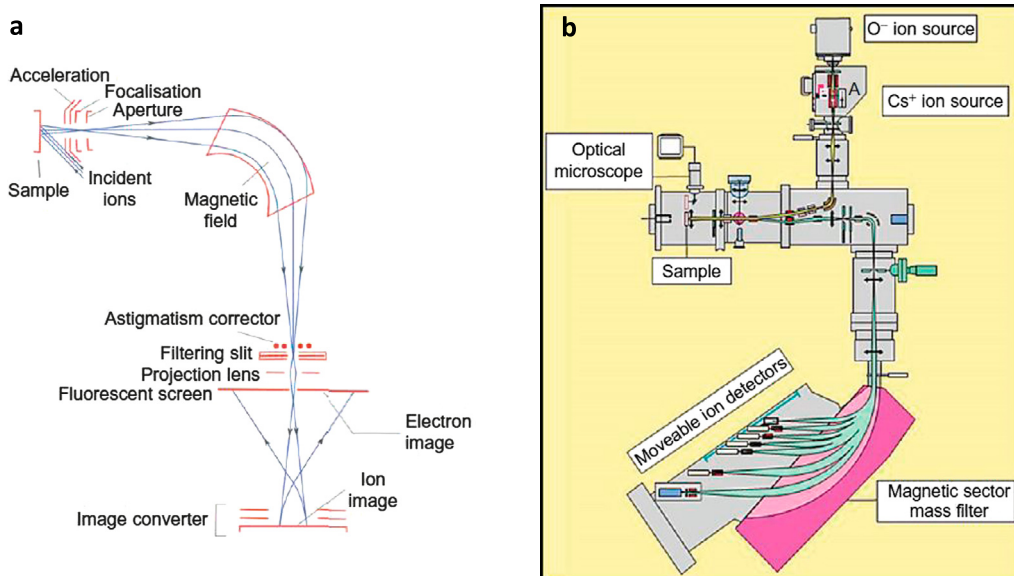 a
Acceleration
Focalisation
Aperture
Sample
Incident
ions
Magnetic
field
Astigmatism corrector
Filtering slit
Projection lens
Fluorescent screen
Electron
image
Ion
image
Image converter
b
O⁻ ion source
A
Cs⁺ ion source
Optical
microscope
Sample
Moveable ion detectors
Magnetic sector
mass filter